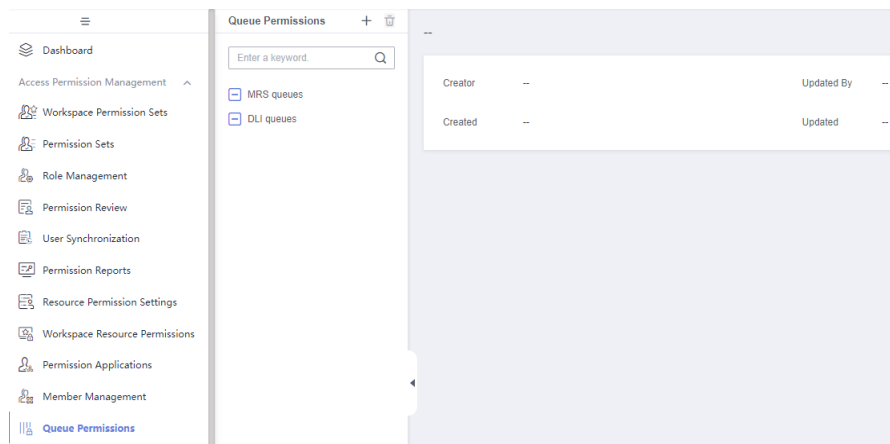 Dashboard
Access Permission Management
Workspace Permission Sets
Permission Sets
Role Management
Permission Review
User Synchronization
Permission Reports
Resource Permission Settings
Workspace Resource Permissions
Permission Applications
Member Management
Queue Permissions
Queue Permissions
Enter a keyword.
MRS queues
DLI queues
--
Creator -- Updated By --
Created -- Updated --